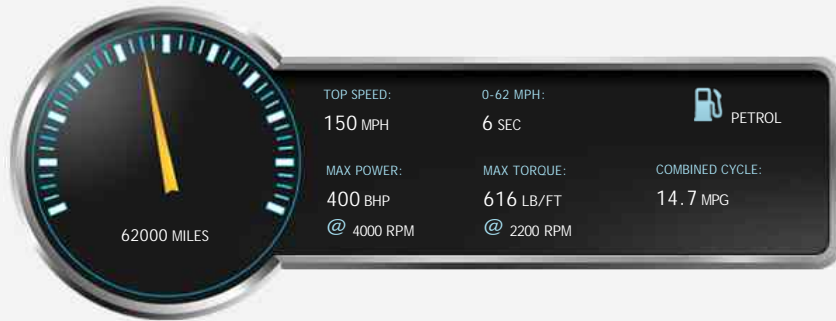 62000 MILES
TOP SPEED:
150 MPH
0-62 MPH:
6 SEC
PETROL
MAX POWER:
400 BHP
@ 4000 RPM
MAX TORQUE:
616 LB/FT
@ 2200 RPM
COMBINED CYCLE:
14.7 MPG